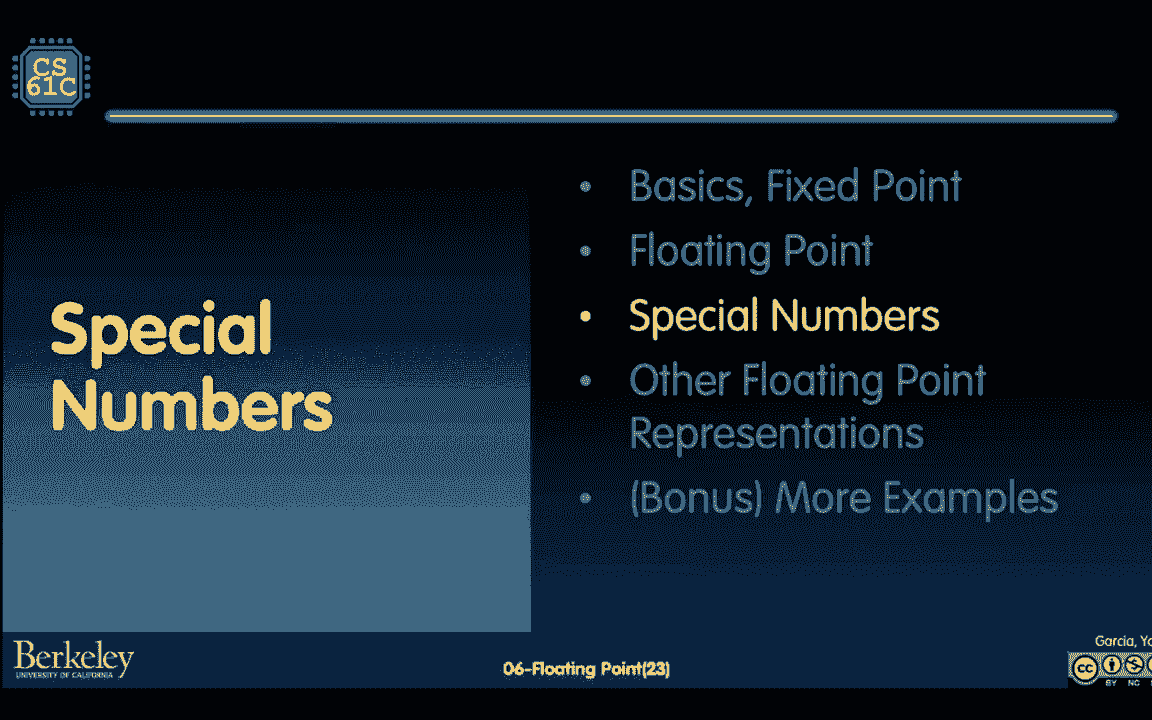 CS
61C
Special
Numbers
• Basics, Fixed Point
• Floating Point
• Special Numbers
• Other Floating Point
Representations
• (Bonus) More Examples
Berkeley
UNIVERSITY OF CALIFORNIA
06-Floating Point(23)
Garcia,
cc
BY NC